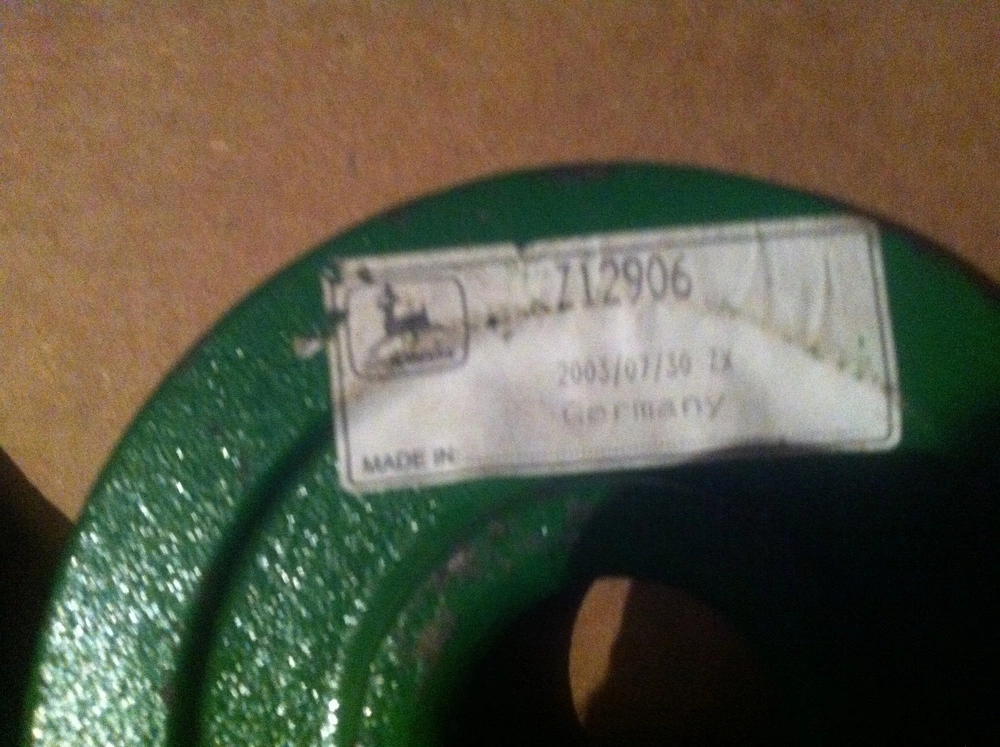 Z12906
2003/07/30 ZX
Germany
MADE IN: